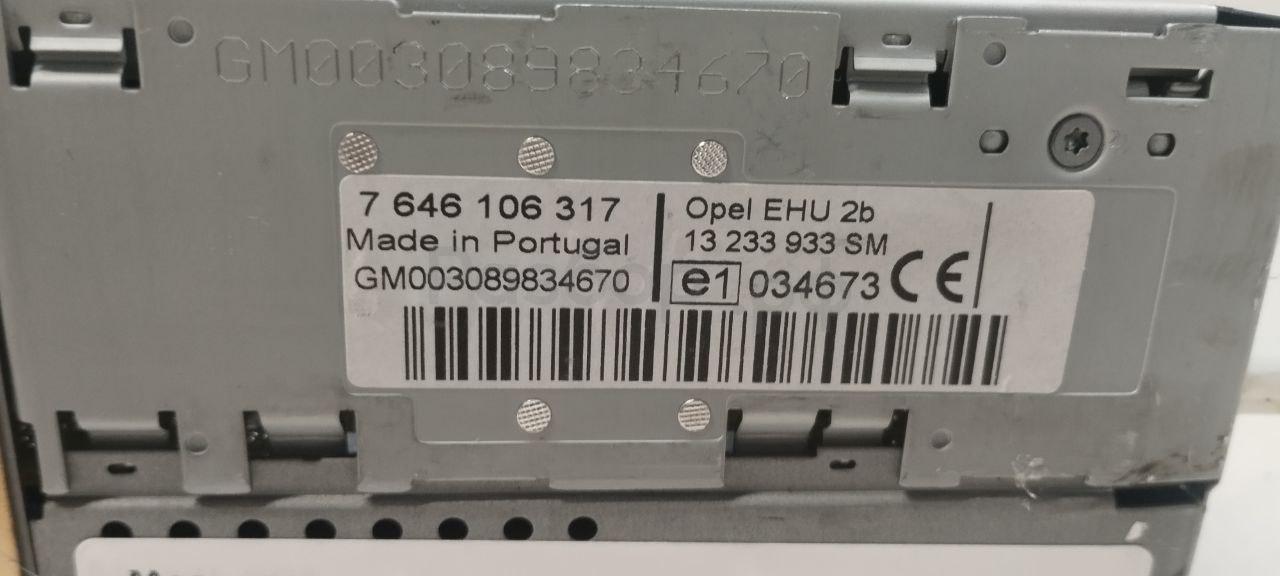 GM003089834670
7 646 106 317
Made in Portugal
GM003089834670
Opel EHU 2b
13 233 933 SM
e1 034673 CE